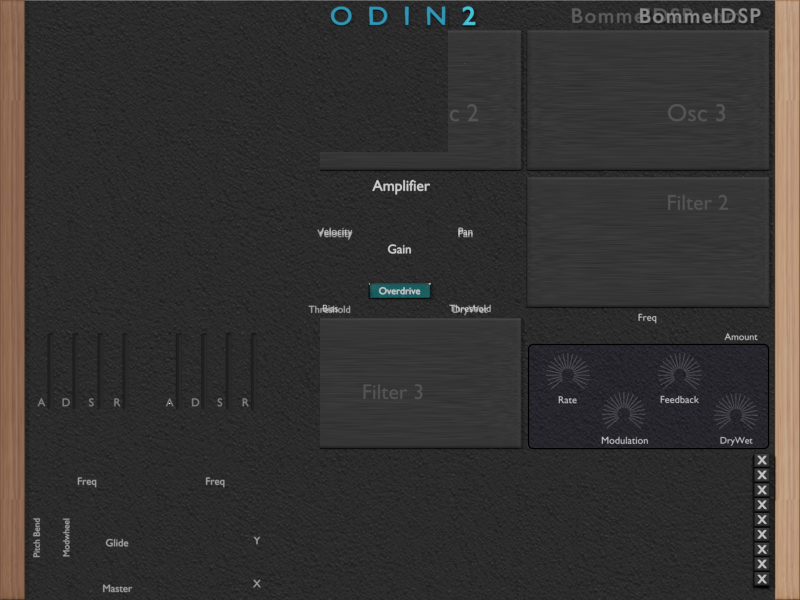 ODIN 2
BommelDSP
c 2
Osc 3
Amplifier
Filter 2
Velocity
Pan
Gain
Overdrive
Threshold
DryWet
Freq
Amount
Filter 3
Rate
Feedback
Modulation
DryWet
A D S R
A D S R
X
X
X
X
X
X
X
X
X
Freq
Freq
Pitch Bend
Modwheel
Glide
Y
X
Master